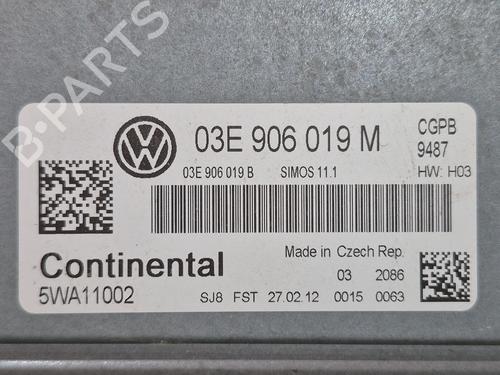 B-PARTS
03E 906 019 M
CGPB
9487
03E 906 019 B SIMOS 11.1
HW: H03
Made in Czech Rep.
Continental
03 2086
5WA11002
SJ8 FST 27.02.12 0015 0063